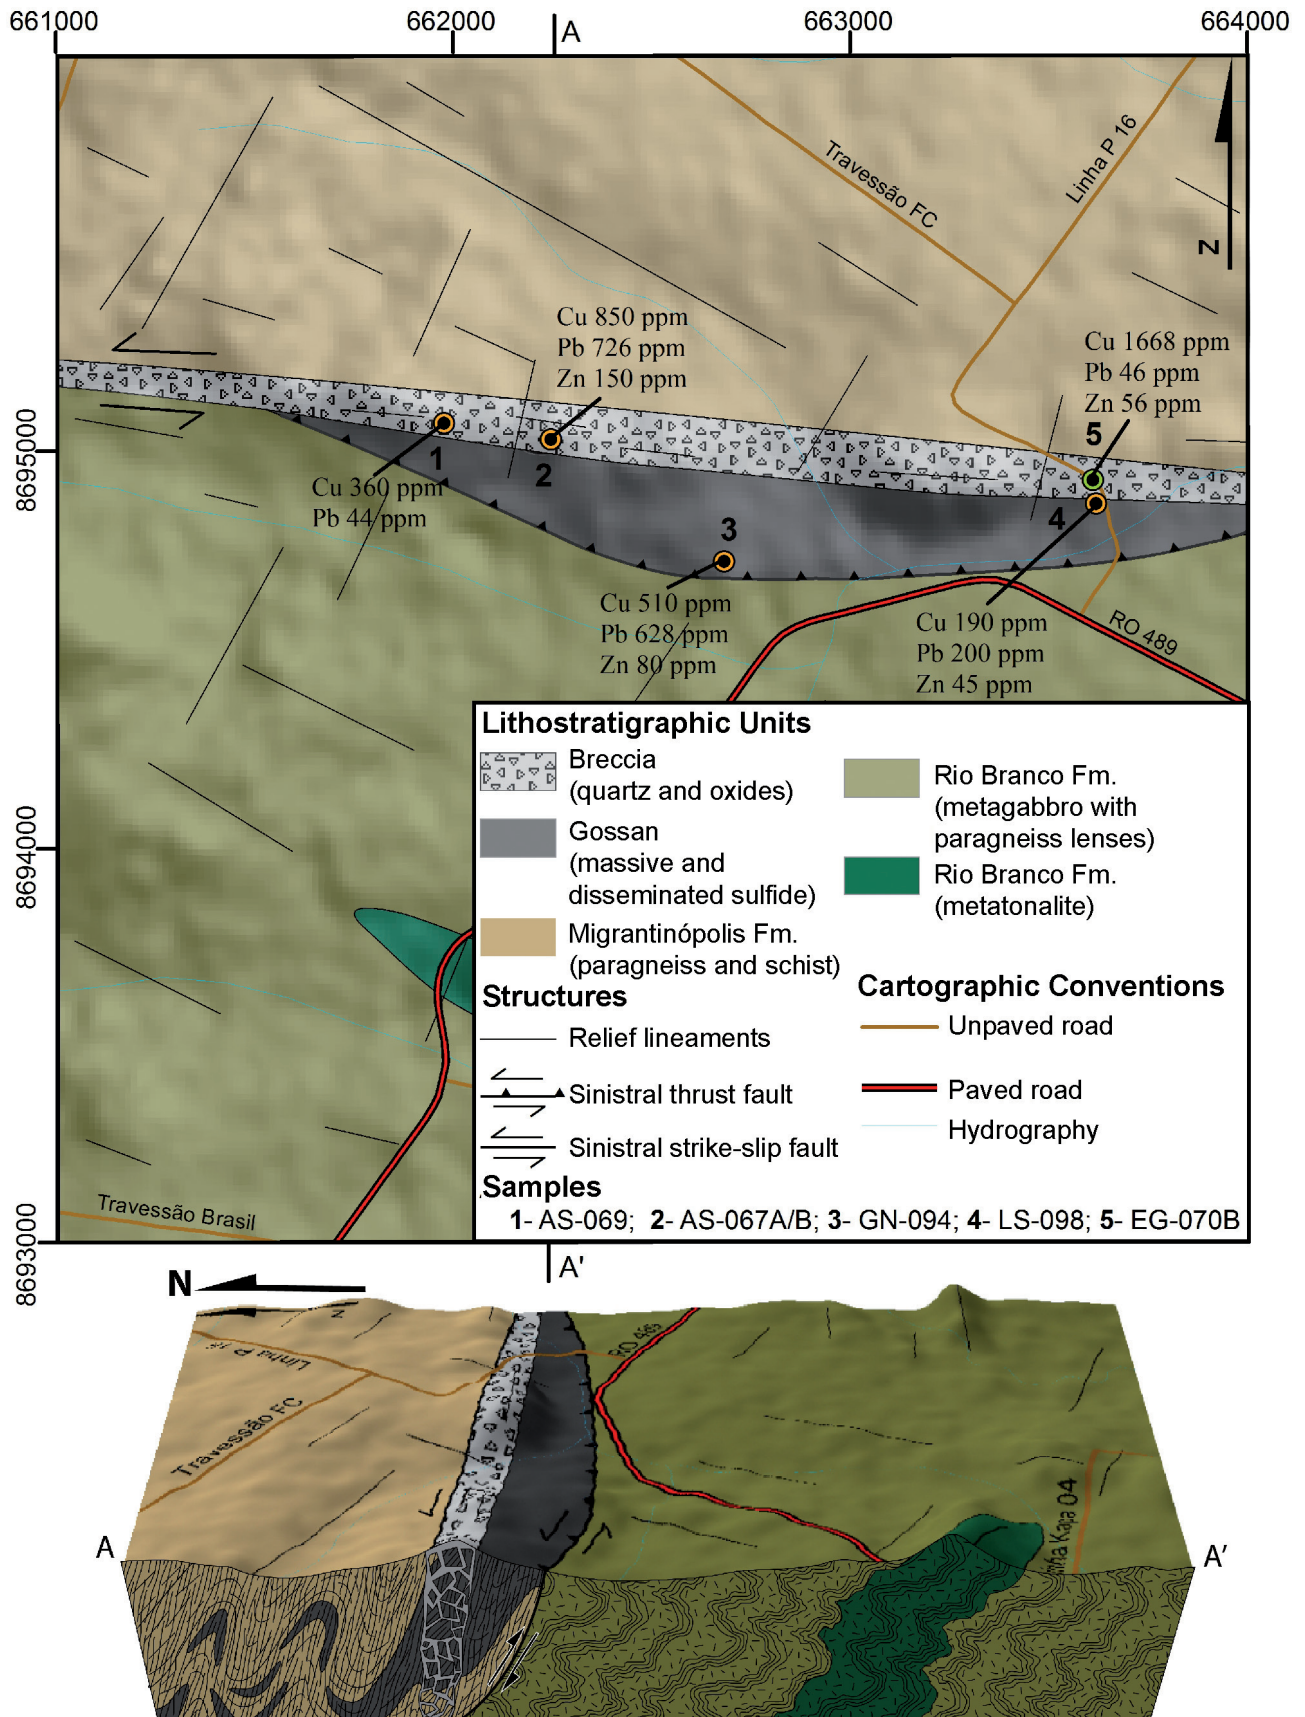 661000
662000
A
663000
664000
8695000
8694000
8693000
Travessão FC
Linha P 16
N
Cu 850 ppm
Pb 726 ppm
Zn 150 ppm
Cu 1668 ppm
Pb 46 ppm
Zn 56 ppm
5
1
2
Cu 360 ppm
Pb 44 ppm
3
4
Cu 510 ppm
Pb 628 ppm
Zn 80 ppm
Cu 190 ppm
Pb 200 ppm
Zn 45 ppm
RO 489
Lithostratigraphic Units
Breccia
(quartz and oxides)
Gossan
(massive and
disseminated sulfide)
Migrantinópolis Fm.
(paragneiss and schist)
Rio Branco Fm.
(metagabbro with
paragneiss lenses)
Rio Branco Fm.
(metatonalite)
Structures
Relief lineaments
Sinistral thrust fault
Sinistral strike-slip fault
Cartographic Conventions
Unpaved road
Paved road
Hydrography
Samples
1- AS-069; 2- AS-067A/B; 3- GN-094; 4- LS-098; 5- EG-070B
Travessão Brasil
A'
N
N
Linha P
Travessão FC
RO
Kapa 04
A
A'